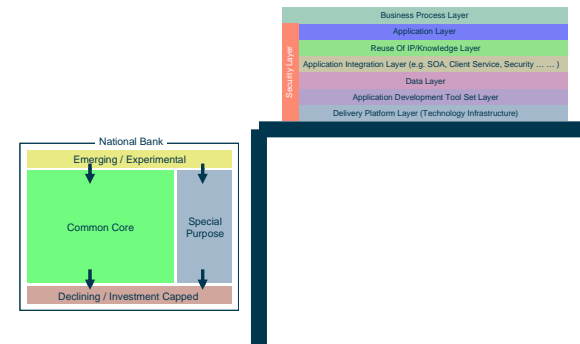 Business Process Layer
Security Layer
Application Layer
Reuse Of IP/Knowledge Layer
Application Integration Layer (e.g. SOA, Client Service, Security … … )
Data Layer
Application Development Tool Set Layer
Delivery Platform Layer (Technology Infrastructure)
National Bank
Emerging / Experimental
Common Core
Special
Purpose
Declining / Investment Capped